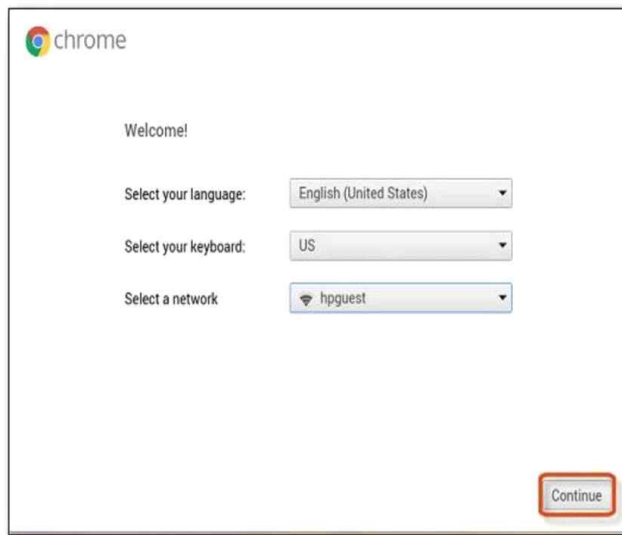 chrome
Welcome!
Select your language: English (United States)
Select your keyboard: US
Select a network hpguest
Continue